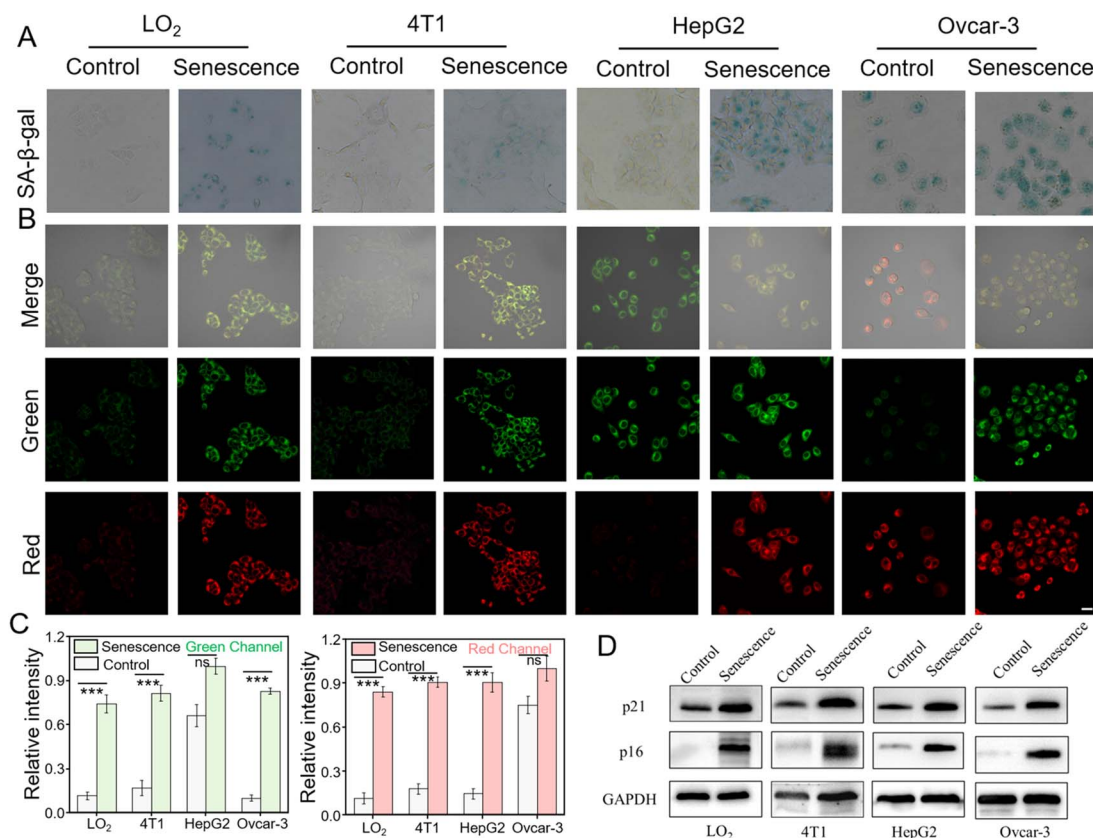 A
LO₂
4T1
HepG2
Ovcar-3
Control
Senescence
Control
Senescence
Control
Senescence
Control
Senescence
SA-β-gal
B
Merge
Green
Red
C
Relative intensity
1.2
0.9
0.6
0.3
0.0
Senescence
Green Channel
Control
***
***
ns
***
LO₂
4T1
HepG2
Ovcar-3
Relative intensity
1.2
0.9
0.6
0.3
0.0
Senescence
Red Channel
Control
***
***
***
ns
LO₂
4T1
HepG2
Ovcar-3
D
Control
Senescence
Control
Senescence
Control
Senescence
Control
Senescence
p21
p16
GAPDH
LO₂
4T1
HepG2
Ovcar-3